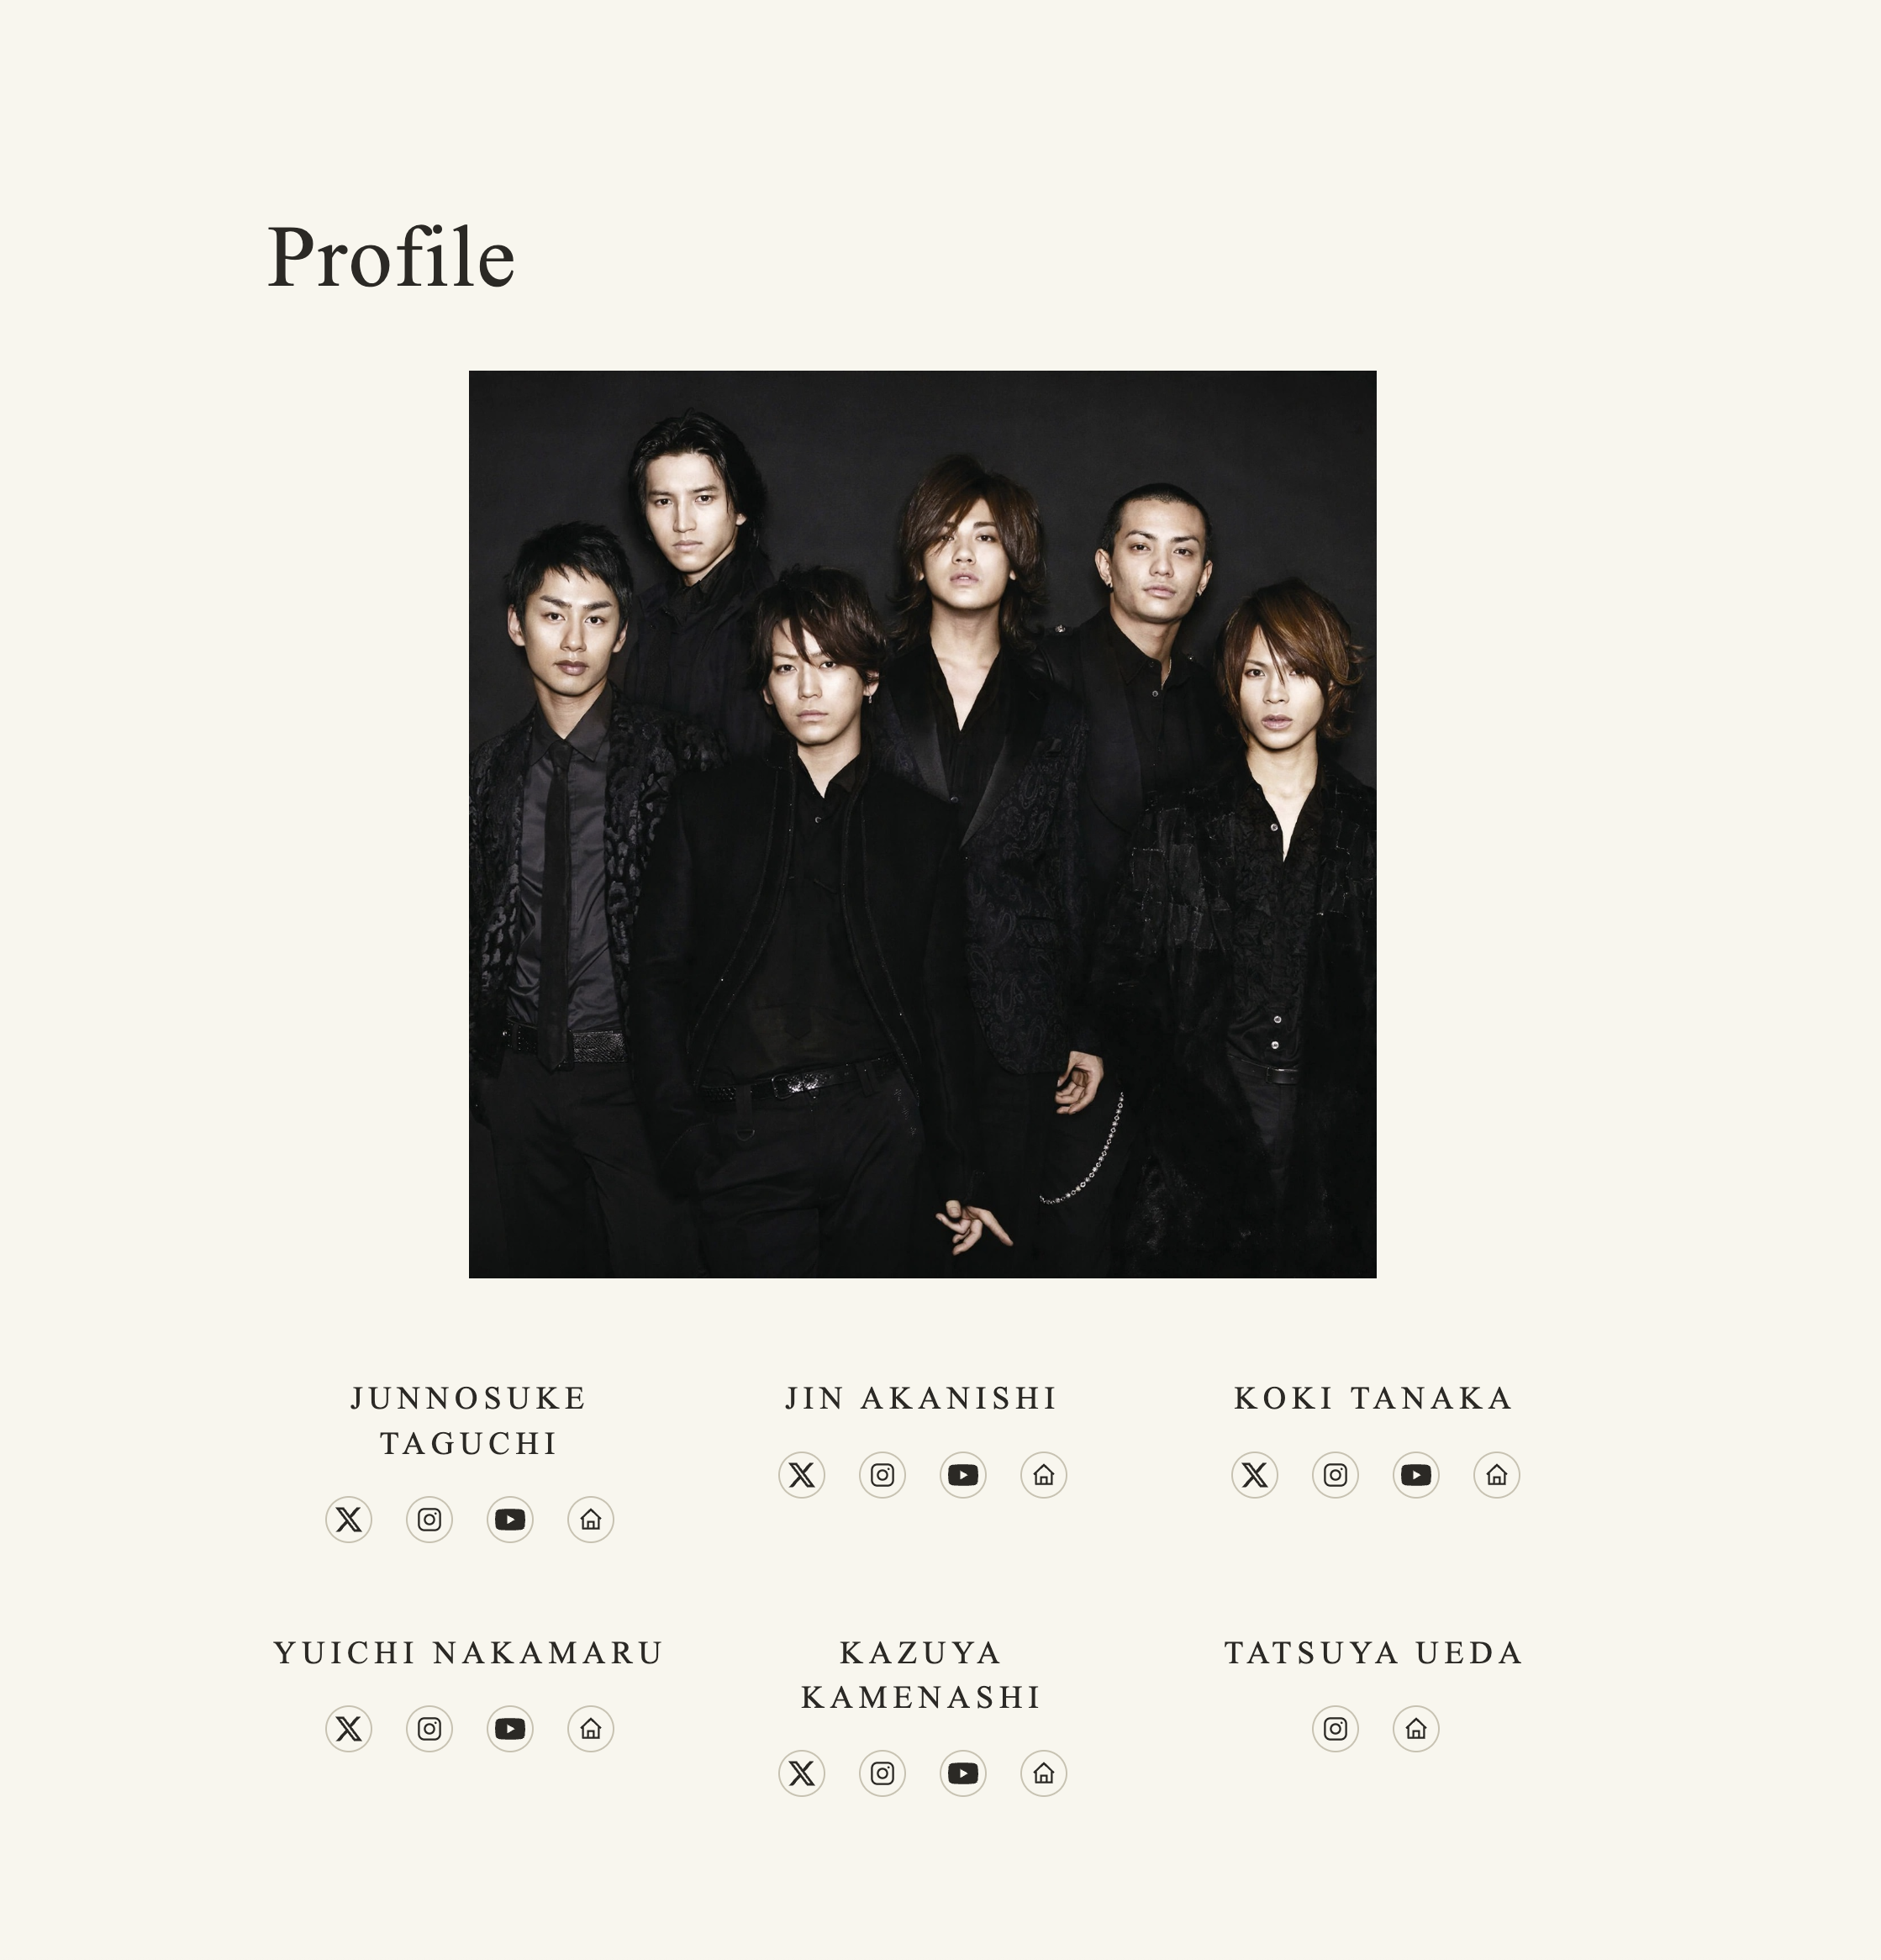 Profile
JUNNOSUKE
TAGUCHI
JIN AKANISHI
KOKI TANAKA
YUICHI NAKAMARU
KAZUYA
KAMENASHI
TATSUYA UEDA